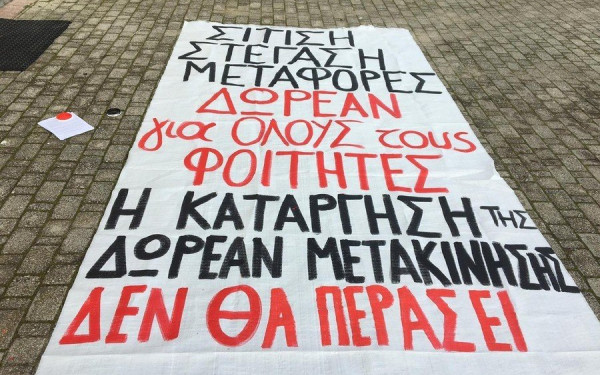 ΣΙΤΙΣΗ
ΣΤΕΓΑΣΗ
ΜΕΤΑΦΟΡΕΣ
ΔΩΡΕΑΝ
για ΟΛΟΥΣ τους
ΦΟΙΤΗΤΕΣ
Η ΚΑΤΑΡΓΗΣΗ ΤΗΣ
ΔΩΡΕΑΝ ΜΕΤΑΚΙΝΗΣΗΣ
ΔΕΝ ΘΑ ΠΕΡΑΣΕΙ